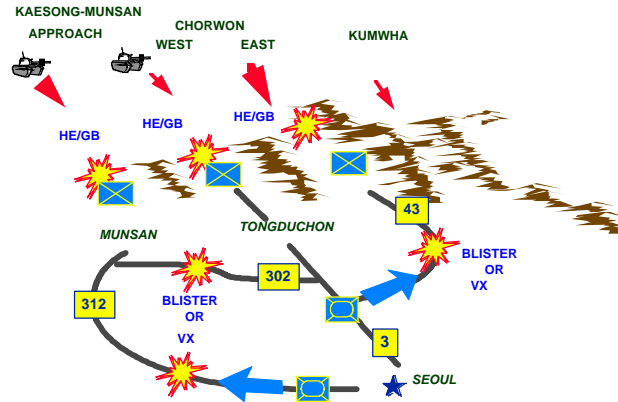 KAESONG-MUNSAN
APPROACH
CHORWON
WEST
EAST
KUMWHA
HE/GB
HE/GB
HE/GB
MUNSAN
TONGDUCHON
43
BLISTER
OR
VX
302
312
BLISTER
OR
VX
3
SEOUL